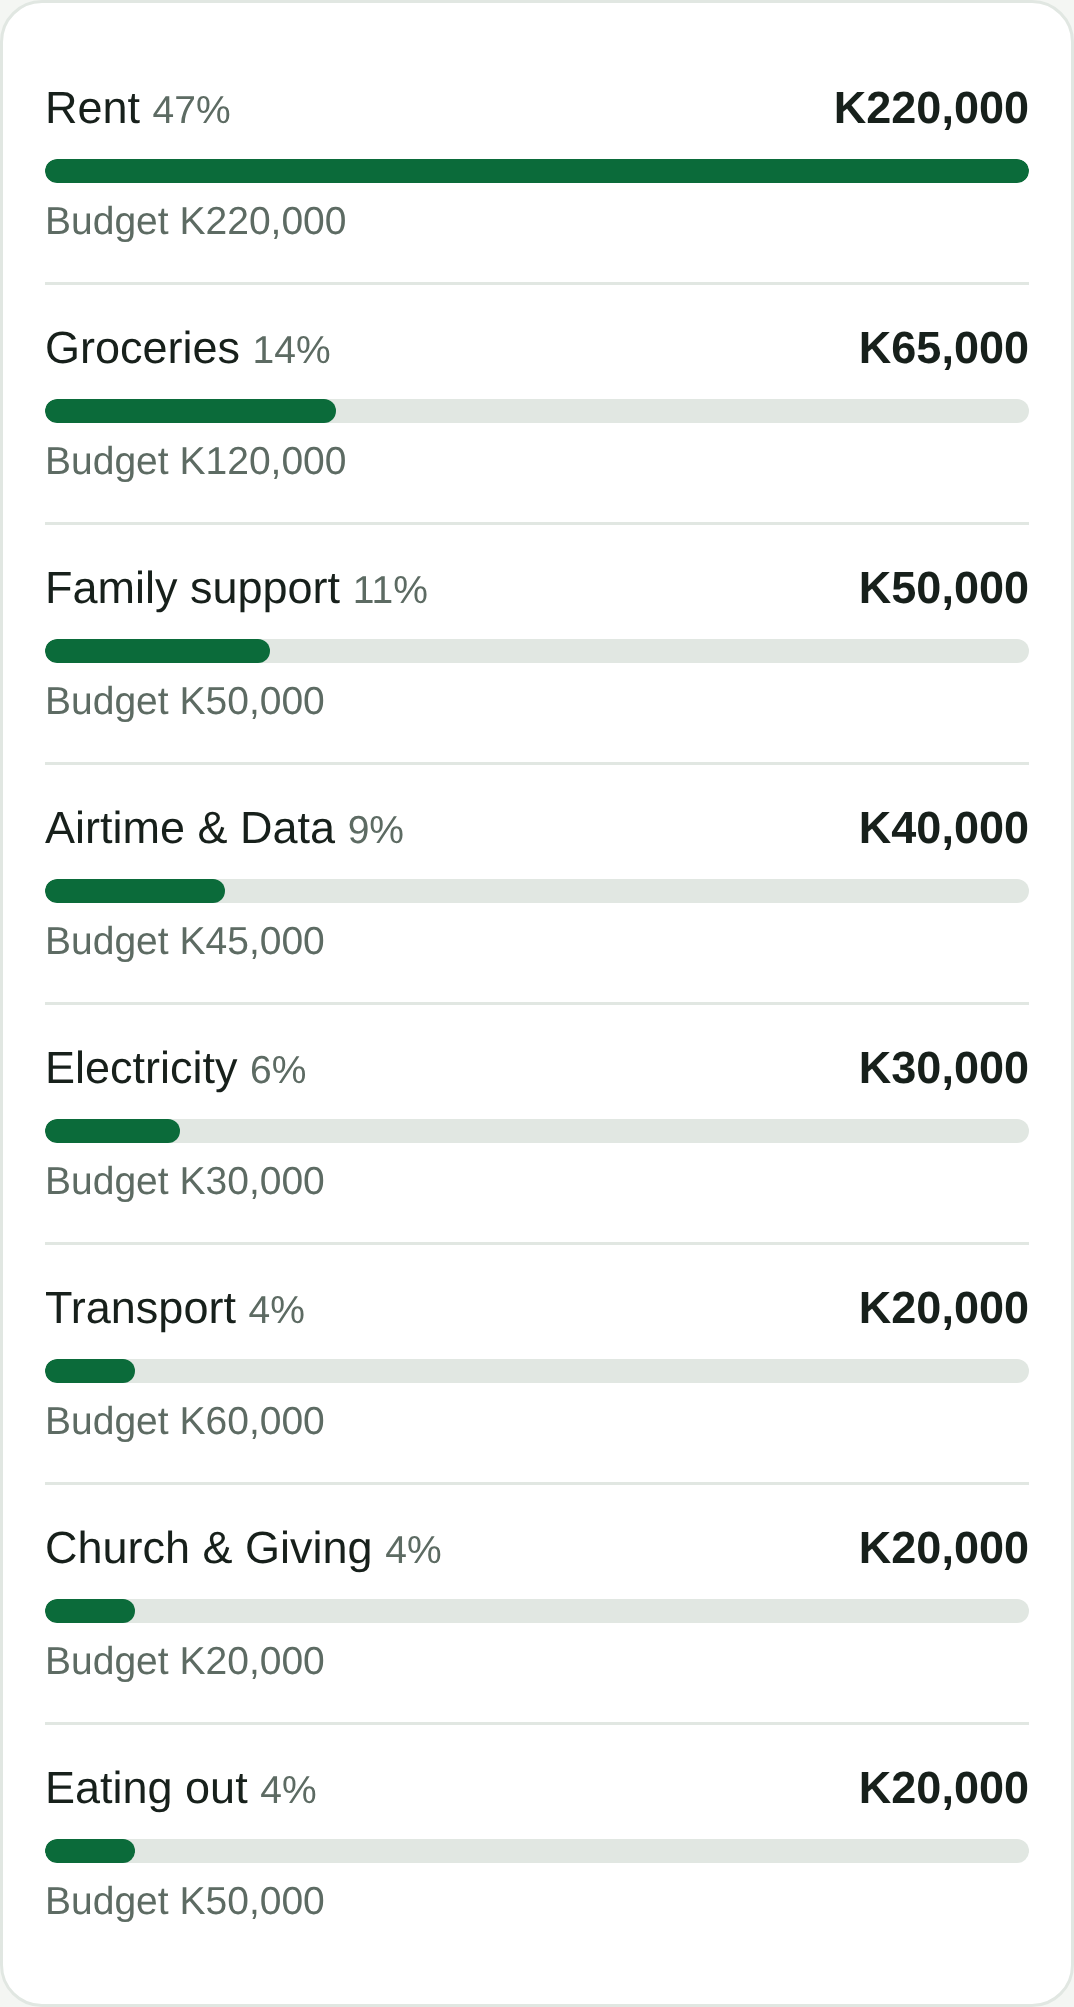 Rent 47% K220,000
Budget K220,000
Groceries 14% K65,000
Budget K120,000
Family support 11% K50,000
Budget K50,000
Airtime & Data 9% K40,000
Budget K45,000
Electricity 6% K30,000
Budget K30,000
Transport 4% K20,000
Budget K60,000
Church & Giving 4% K20,000
Budget K20,000
Eating out 4% K20,000
Budget K50,000